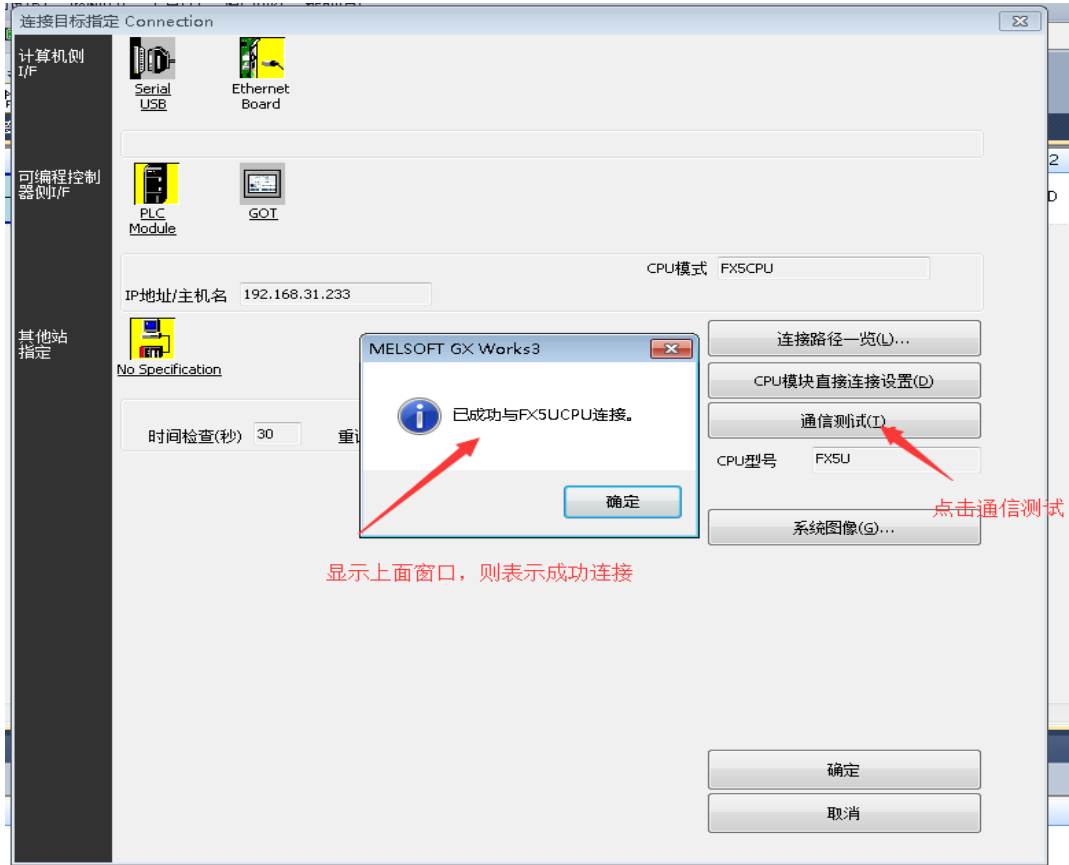 连接目标指定 Connection
计算机侧
I/F
Serial
USB
Ethernet
Board
可编程控制
器侧I/F
PLC
Module
GOT
2
D
CPU模式 FX5CPU
IP地址/主机名 192.168.31.233
其他站
指定
No Specification
MELSOFT GX Works3
已成功与FX5UCPU连接。
确定
连接路径一览(L)...
CPU模块直接连接设置(D)
通信测试(T)
时间检查(秒) 30
CPU型号 FX5U
点击通信测试
系统图像(G)...
显示上面窗口，则表示成功连接
确定
取消